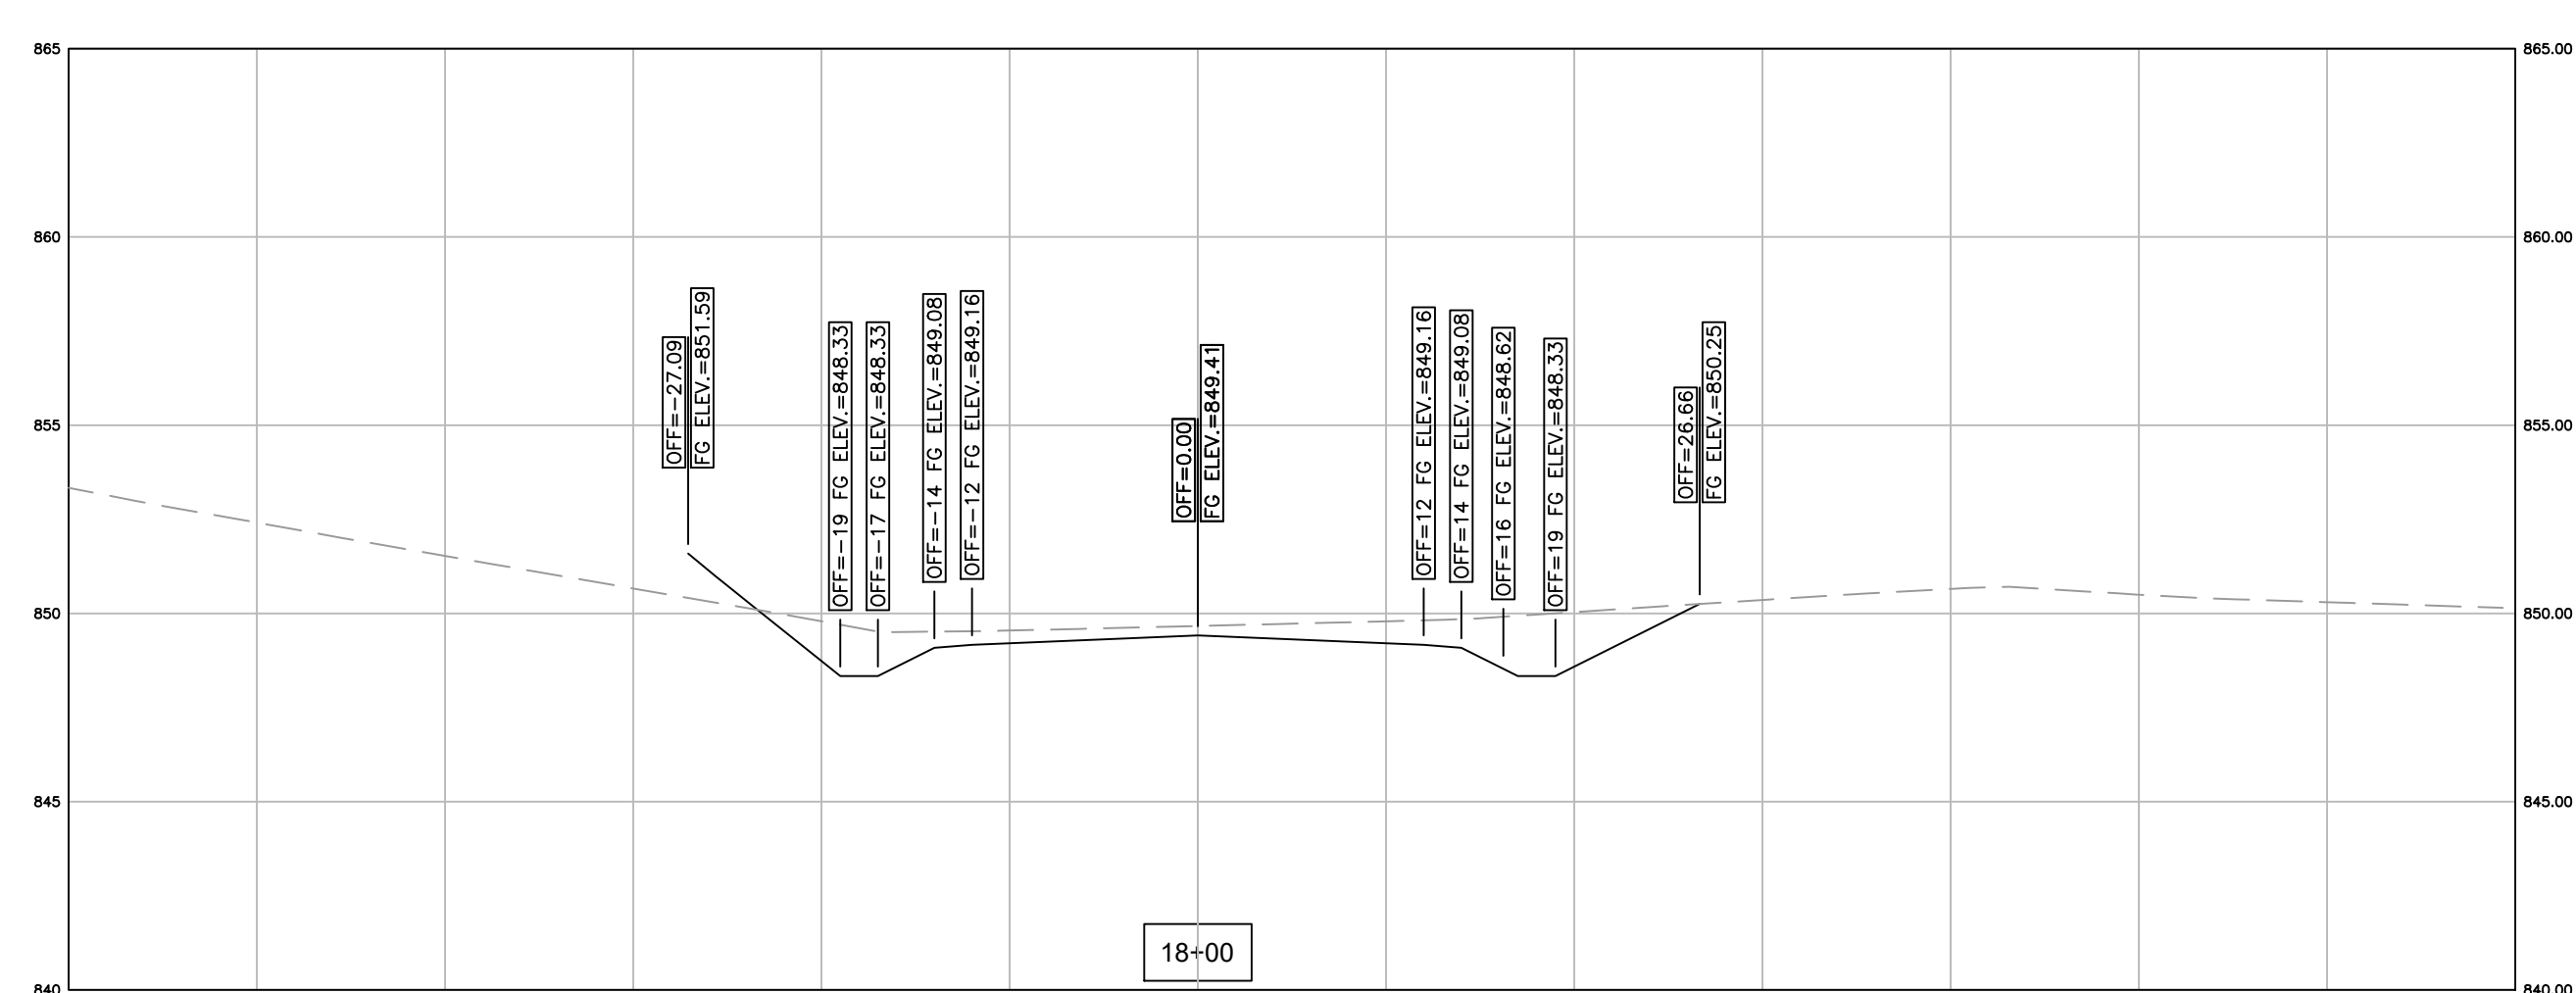 865
865.00
860
860.00
OFF=-27.09
FG ELEV.=851.59
OFF=-19 FG ELEV.=848.33
OFF=-17 FG ELEV.=848.33
OFF=-14 FG ELEV.=849.08
OFF=-12 FG ELEV.=849.16
OFF=0.00
FG ELEV.=849.41
OFF=12 FG ELEV.=849.16
OFF=14 FG ELEV.=849.08
OFF=16 FG ELEV.=848.62
OFF=19 FG ELEV.=848.33
OFF=26.66
FG ELEV.=850.25
855
855.00
850
850.00
845
845.00
18+00
840
840.00